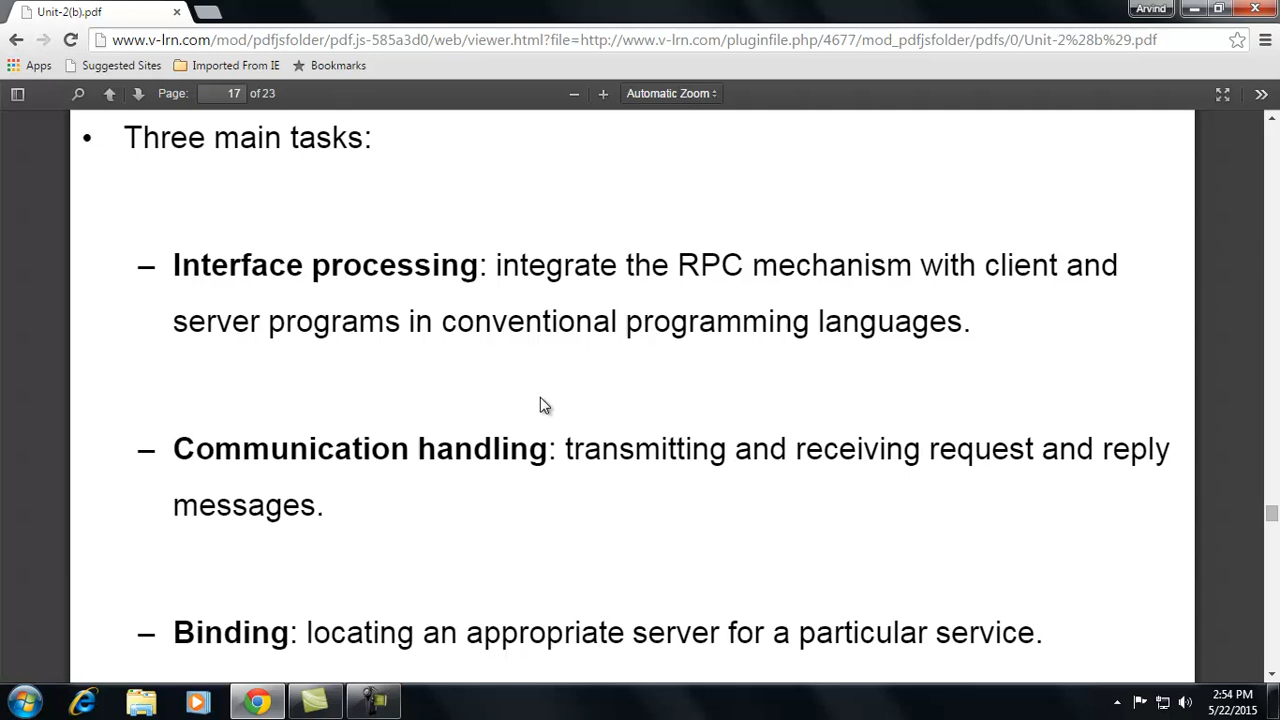 Unit-2(b).pdf
Arvind
www.v-lrn.com/mod/pdfjsfolder/pdf.js-585a3d0/web/viewer.html?file=http://www.v-lrn.com/pluginfile.php/4677/mod_pdfjsfolder/pdfs/0/Unit-2%28b%29.pdf
Apps Suggested Sites Imported From IE Bookmarks
Page: 17 of 23 Automatic Zoom
• Three main tasks:
– Interface processing: integrate the RPC mechanism with client and
server programs in conventional programming languages.
– Communication handling: transmitting and receiving request and reply
messages.
– Binding: locating an appropriate server for a particular service.
2:54 PM
5/22/2015